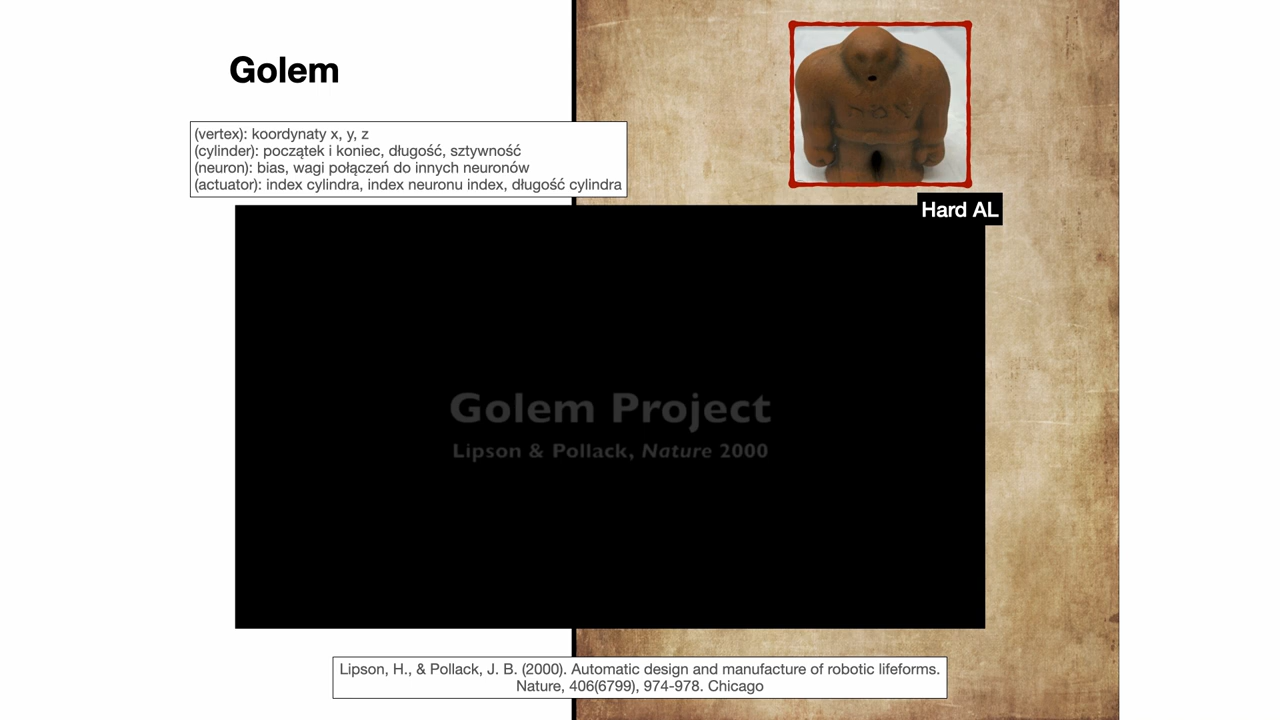 Golem
(vertex): koordynaty x, y, z
(cylinder): początek i koniec, długość, sztywność
(neuron): bias, wagi połączeń do innych neuronów
(actuator): index cylindra, index neuronu index, długość cylindra
Hard AL
Golem Project
Lipson & Pollack, Nature 2000
Lipson, H., & Pollack, J. B. (2000). Automatic design and manufacture of robotic lifeforms.
Nature, 406(6799), 974-978. Chicago